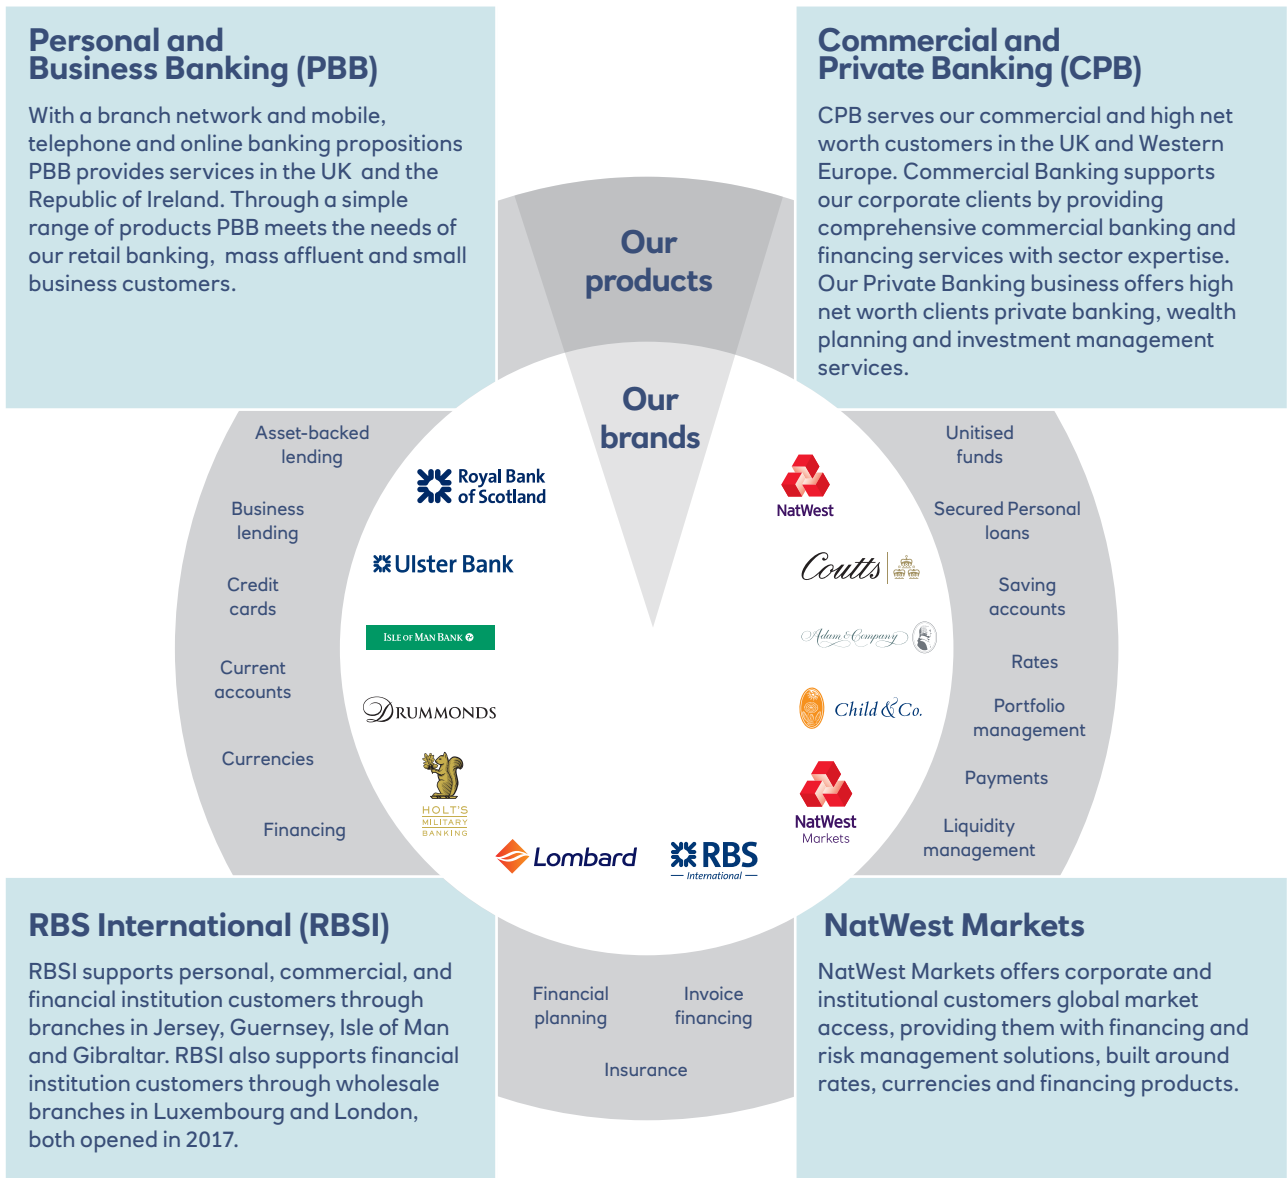 Personal and
Business Banking (PBB)
With a branch network and mobile,
telephone and online banking propositions
PBB provides services in the UK and the
Republic of Ireland. Through a simple
range of products PBB meets the needs of
our retail banking, mass affluent and small
business customers.
Commercial and
Private Banking (CPB)
CPB serves our commercial and high net
worth customers in the UK and Western
Europe. Commercial Banking supports
our corporate clients by providing
comprehensive commercial banking and
financing services with sector expertise.
Our Private Banking business offers high
net worth clients private banking, wealth
planning and investment management
services.
Our
products
Our
brands
Asset-backed
lending
Business
lending
Credit
cards
Current
accounts
Currencies
Financing
Royal Bank
of Scotland
Ulster Bank
ISLE OF MAN BANK
DRUMMONDS
HOLT'S
MILITARY
BANKING
Lombard
RBS
International
NatWest
Coutts
Adam & Company
Child & Co.
NatWest
Markets
Unitised
funds
Secured Personal
loans
Saving
accounts
Rates
Portfolio
management
Payments
Liquidity
management
Financial
planning
Invoice
financing
Insurance
RBS International (RBSI)
RBSI supports personal, commercial, and
financial institution customers through
branches in Jersey, Guernsey, Isle of Man
and Gibraltar. RBSI also supports financial
institution customers through wholesale
branches in Luxembourg and London,
both opened in 2017.
NatWest Markets
NatWest Markets offers corporate and
institutional customers global market
access, providing them with financing and
risk management solutions, built around
rates, currencies and financing products.